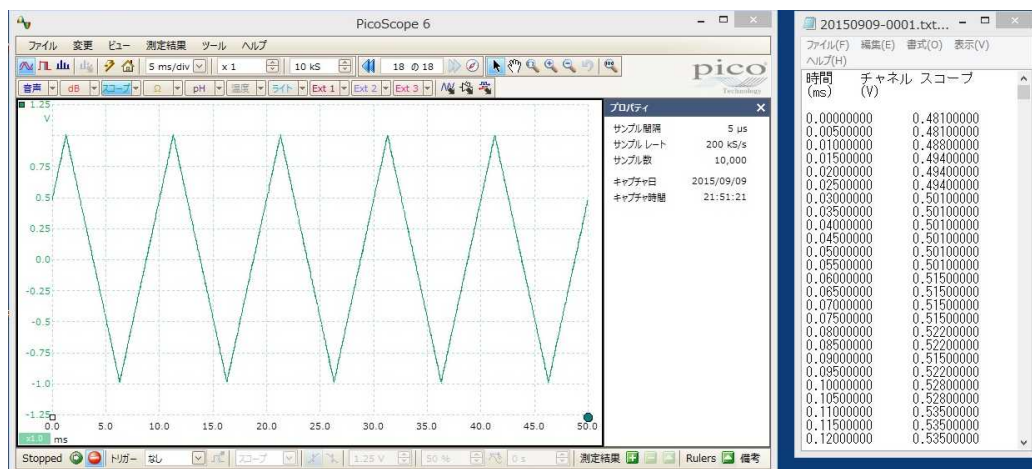 PicoScope 6
ファイル 変更 ビュー 測定結果 ツール ヘルプ
5 ms/div x 1 10 kS 18 の 18
pico
Technology
音声 dB スコープ Ω pH 温度 ライト Ext 1 Ext 2 Ext 3
1.25
V
0.75
0.5
0.25
0.0
-0.25
-0.5
-0.75
-1.0
-1.25
0.0 5.0 10.0 15.0 20.0 25.0 30.0 35.0 40.0 45.0 50.0
x1.0 ms
プロパティ
サンプル間隔 5 µs
サンプル レート 200 kS/s
サンプル数 10,000
キャプチャ日 2015/09/09
キャプチャ時間 21:51:21
Stopped トリガー なし スコープ 1.25 V 50 % 0 s 測定結果 Rulers 備考
20150909-0001.txt...
ファイル(F) 編集(E) 書式(O) 表示(V)
ヘルプ(H)
時間 チャネル スコープ
(ms) (V)
0.00000000 0.48100000
0.00500000 0.48100000
0.01000000 0.48800000
0.01500000 0.49400000
0.02000000 0.49400000
0.02500000 0.49400000
0.03000000 0.50100000
0.03500000 0.50100000
0.04000000 0.50100000
0.04500000 0.50100000
0.05000000 0.50100000
0.05500000 0.50100000
0.06000000 0.51500000
0.06500000 0.51500000
0.07000000 0.51500000
0.07500000 0.51500000
0.08000000 0.52200000
0.08500000 0.52200000
0.09000000 0.51500000
0.09500000 0.52200000
0.10000000 0.52800000
0.10500000 0.52800000
0.11000000 0.53500000
0.11500000 0.53500000
0.12000000 0.53500000